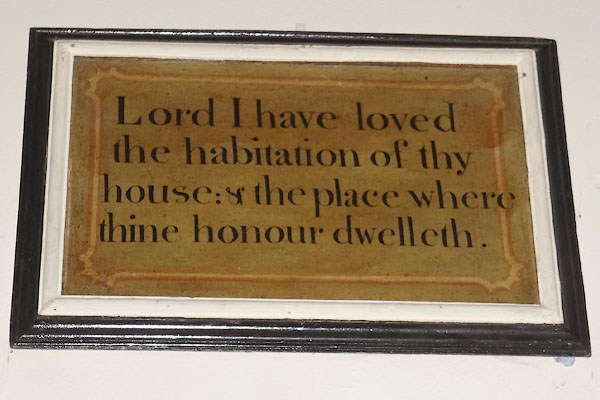 Lord I have loved
the habitation of thy
house:& the place where
thine honour dwelleth.